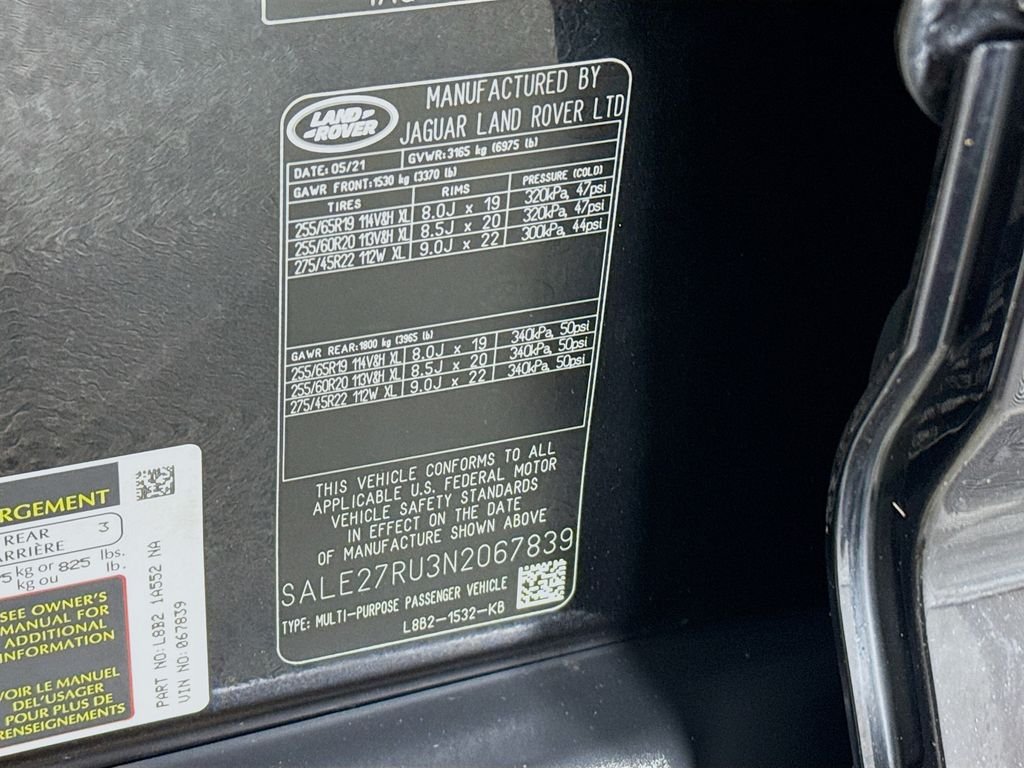 LAND
ROVER
MANUFACTURED BY
JAGUAR LAND ROVER LTD
DATE: 05/21 GVWR: 3165 kg (6975 lb)
GAWR FRONT: 1530 kg (3370 lb)
TIRES RIMS PRESSURE (COLD)
255/65R19 114V&H XL 8.0J x 19 320kPa, 47psi
255/60R20 113V&H XL 8.5J x 20 320kPa, 47psi
275/45R22 112W XL 9.0J x 22 300kPa, 44psi
GAWR REAR: 1800 kg (3965 lb)
255/65R19 114V&H XL 8.0J x 19 340kPa, 50psi
255/60R20 113V&H XL 8.5J x 20 340kPa, 50psi
275/45R22 112W XL 9.0J x 22 340kPa, 50psi
THIS VEHICLE CONFORMS TO ALL
APPLICABLE U.S. FEDERAL MOTOR
VEHICLE SAFETY STANDARDS
IN EFFECT ON THE DATE
OF MANUFACTURE SHOWN ABOVE
SALE27RU3N2067839
TYPE: MULTI-PURPOSE PASSENGER VEHICLE
L8B2-1532-KB
RGEMENT
REAR 3
ARRIÈRE
5 kg or 825 lbs.
kg ou lb.
SEE OWNER'S
MANUAL FOR
ADDITIONAL
INFORMATION
VOIR LE MANUEL
DE L'USAGER
POUR PLUS DE
RENSEIGNEMENTS
PART NO: L8B2 1A552 NA
VIN NO: 067839